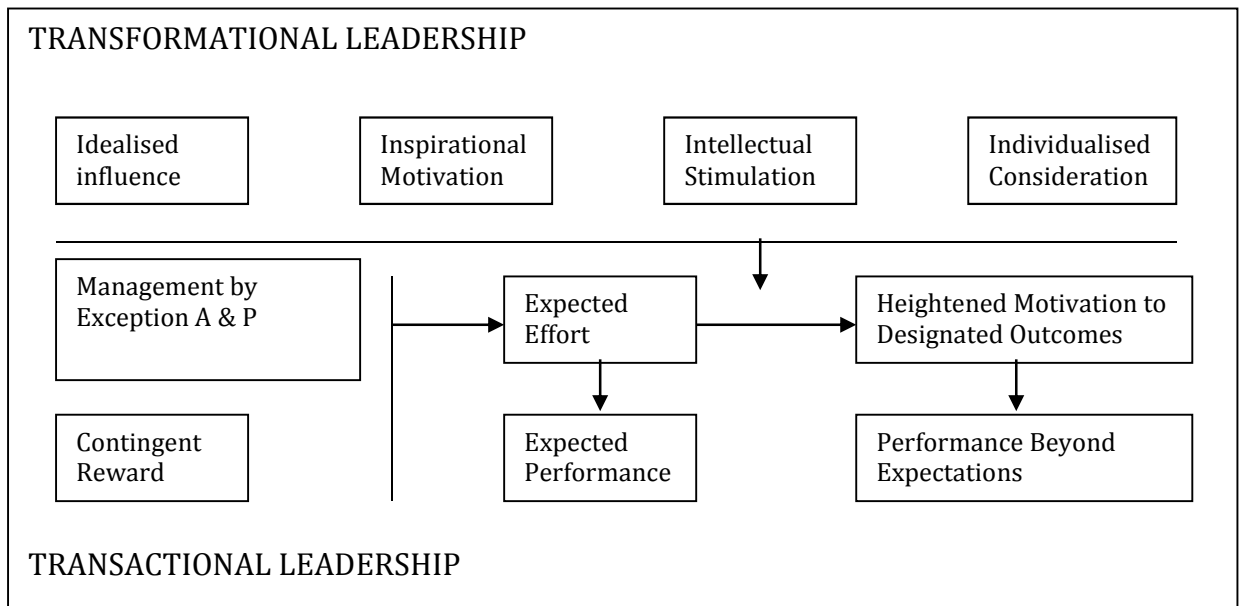 TRANSFORMATIONAL LEADERSHIP
Idealised
influence
Inspirational
Motivation
Intellectual
Stimulation
Individualised
Consideration
Management by
Exception A & P
Expected
Effort
Heightened Motivation to
Designated Outcomes
Contingent
Reward
Expected
Performance
Performance Beyond
Expectations
TRANSACTIONAL LEADERSHIP